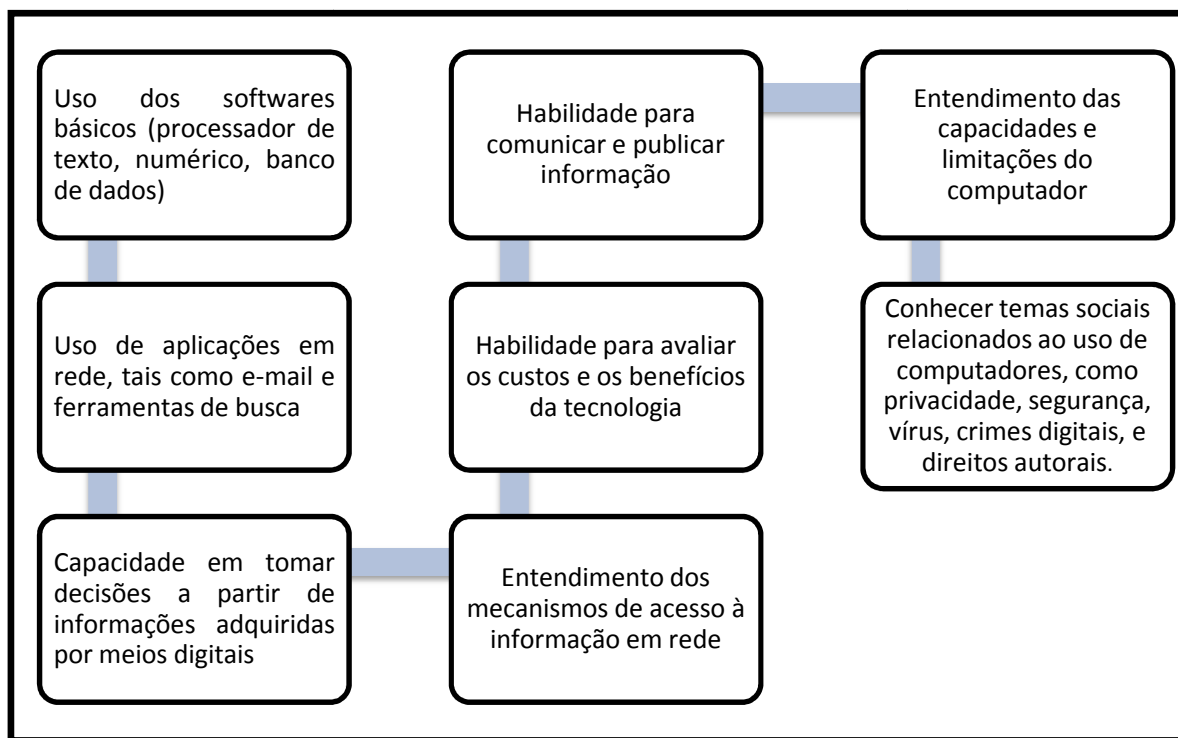 Uso dos softwares
básicos (processador de
texto, numérico, banco
de dados)
Uso de aplicações em
rede, tais como e-mail e
ferramentas de busca
Capacidade em tomar
decisões a partir de
informações adquiridas
por meios digitais
Entendimento dos
mecanismos de acesso à
informação em rede
Habilidade para avaliar
os custos e os benefícios
da tecnologia
Habilidade para
comunicar e publicar
informação
Entendimento das
capacidades e
limitações do
computador
Conhecer temas sociais
relacionados ao uso de
computadores, como
privacidade, segurança,
vírus, crimes digitais, e
direitos autorais.